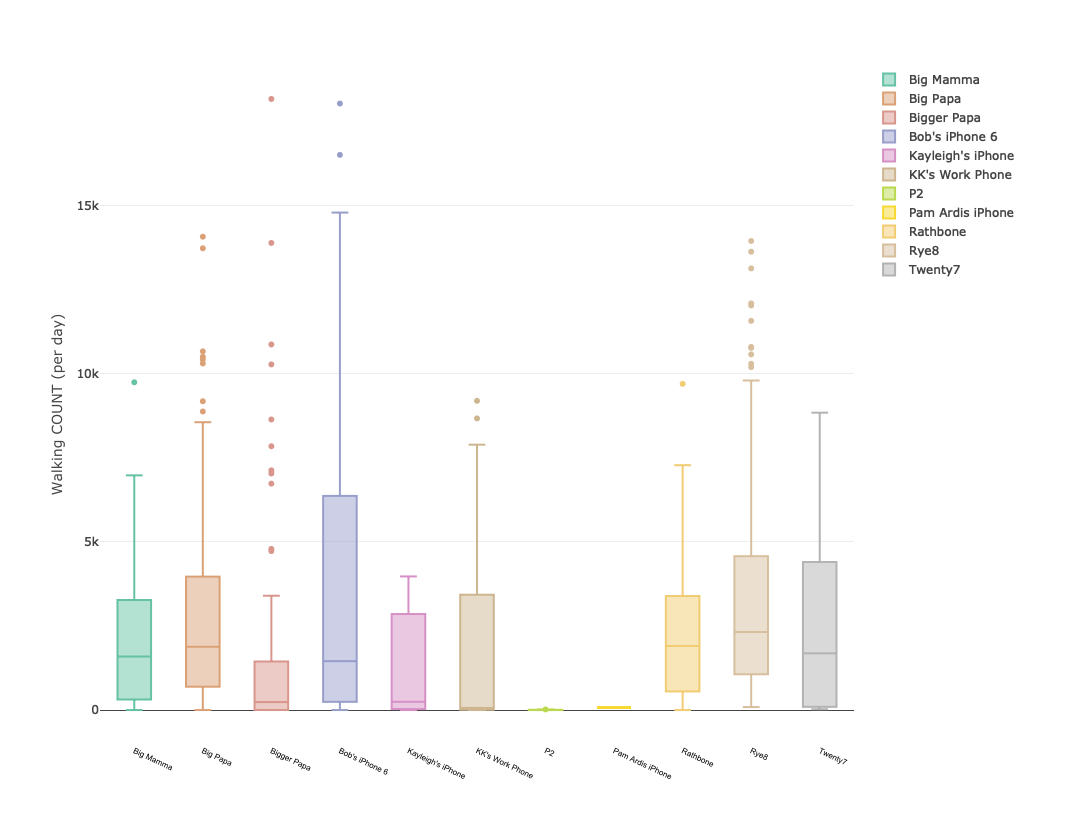 Big Mamma
Big Papa
Bigger Papa
Bob's iPhone 6
Kayleigh's iPhone
KK's Work Phone
P2
Pam Ardis iPhone
Rathbone
Rye8
Twenty7
Walking COUNT (per day)
15k
10k
5k
0
Big Mamma
Big Papa
Bigger Papa
Bob's iPhone 6
Kayleigh's iPhone
KK's Work Phone
P2
Pam Ardis iPhone
Rathbone
Rye8
Twenty7